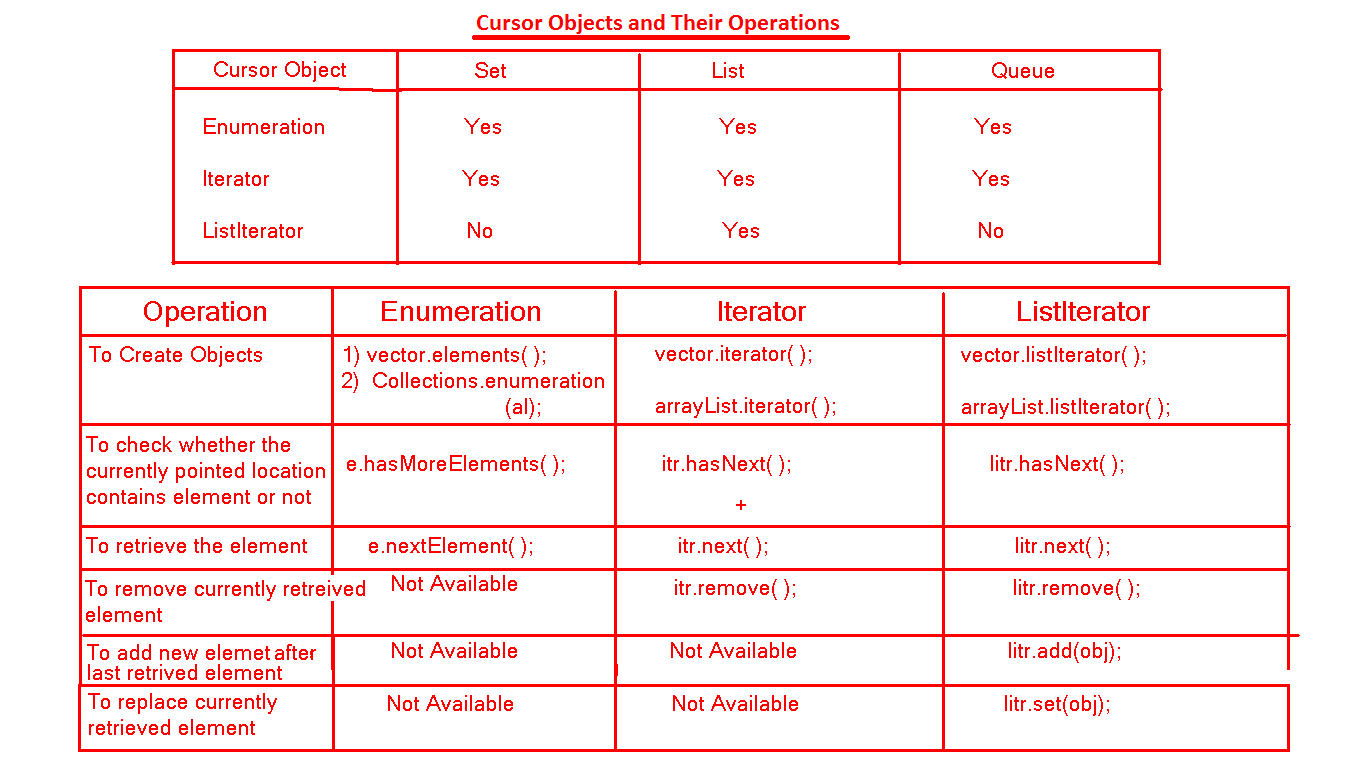 Cursor Objects and Their Operations
Cursor Object Set List Queue
Enumeration Yes Yes Yes
Iterator Yes Yes Yes
ListIterator No Yes No
Operation Enumeration Iterator ListIterator
To Create Objects 1) vector.elements( ); vector.iterator( ); vector.listIterator( );
2) Collections.enumeration
(al); arrayList.iterator( ); arrayList.listIterator( );
To check whether the
currently pointed location e.hasMoreElements( ); itr.hasNext( ); litr.hasNext( );
contains element or not
+
To retrieve the element e.nextElement( ); itr.next( ); litr.next( );
To remove currently retreived Not Available itr.remove( ); litr.remove( );
element
To add new elemet after Not Available Not Available litr.add(obj);
last retrived element
To replace currently Not Available Not Available litr.set(obj);
retrieved element